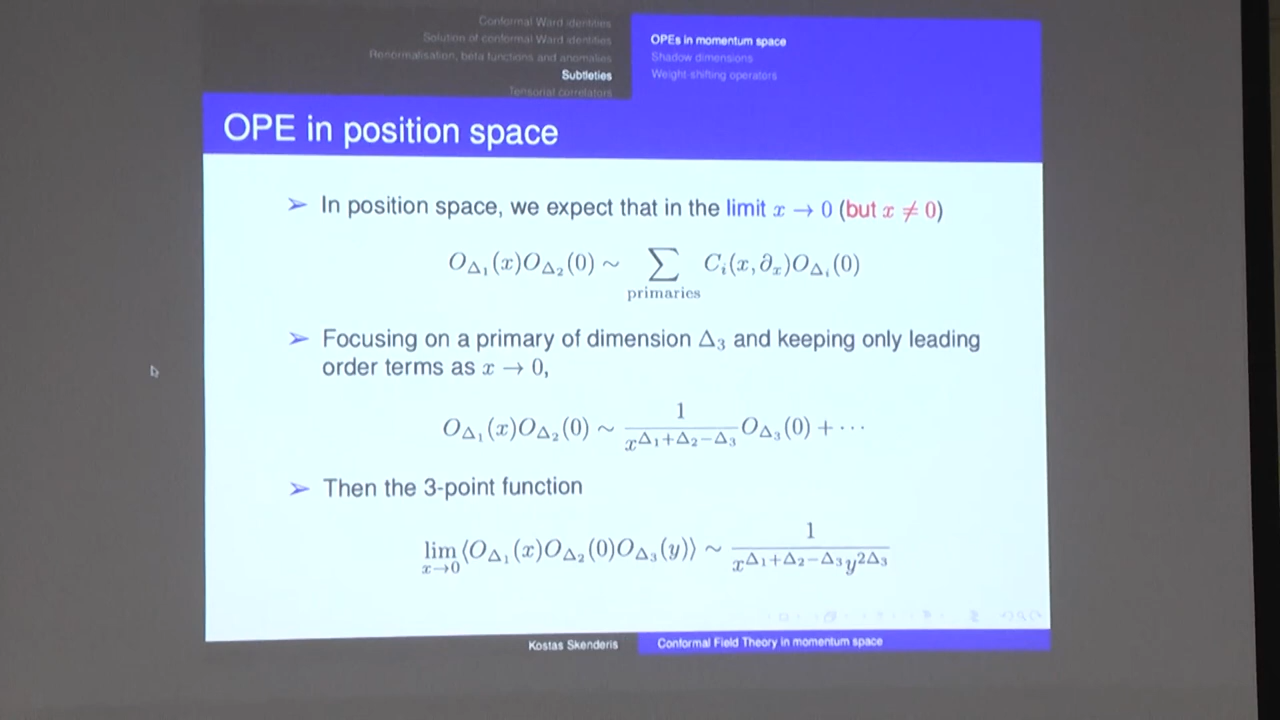 Conformal Ward identities
Solution of conformal Ward identities
Renormalisation, beta functions and anomalies
Subtleties
Tensorial correlators
OPEs in momentum space
Shadow dimensions
Weight-shifting operators
OPE in position space
➢ In position space, we expect that in the limit x → 0 (but x ≠ 0)
O_{Δ_1}(x)O_{Δ_2}(0) ∼ ∑_{primaries} C_i(x, ∂_x)O_{Δ_i}(0)
➢ Focusing on a primary of dimension Δ_3 and keeping only leading
order terms as x → 0,
O_{Δ_1}(x)O_{Δ_2}(0) ∼ \frac{1}{x^{Δ_1+Δ_2−Δ_3}} O_{Δ_3}(0) + ⋯
➢ Then the 3-point function
lim_{x→0} ⟨O_{Δ_1}(x)O_{Δ_2}(0)O_{Δ_3}(y)⟩ ∼ \frac{1}{x^{Δ_1+Δ_2−Δ_3} y^{2Δ_3}}
Kostas Skenderis
Conformal Field Theory in momentum space